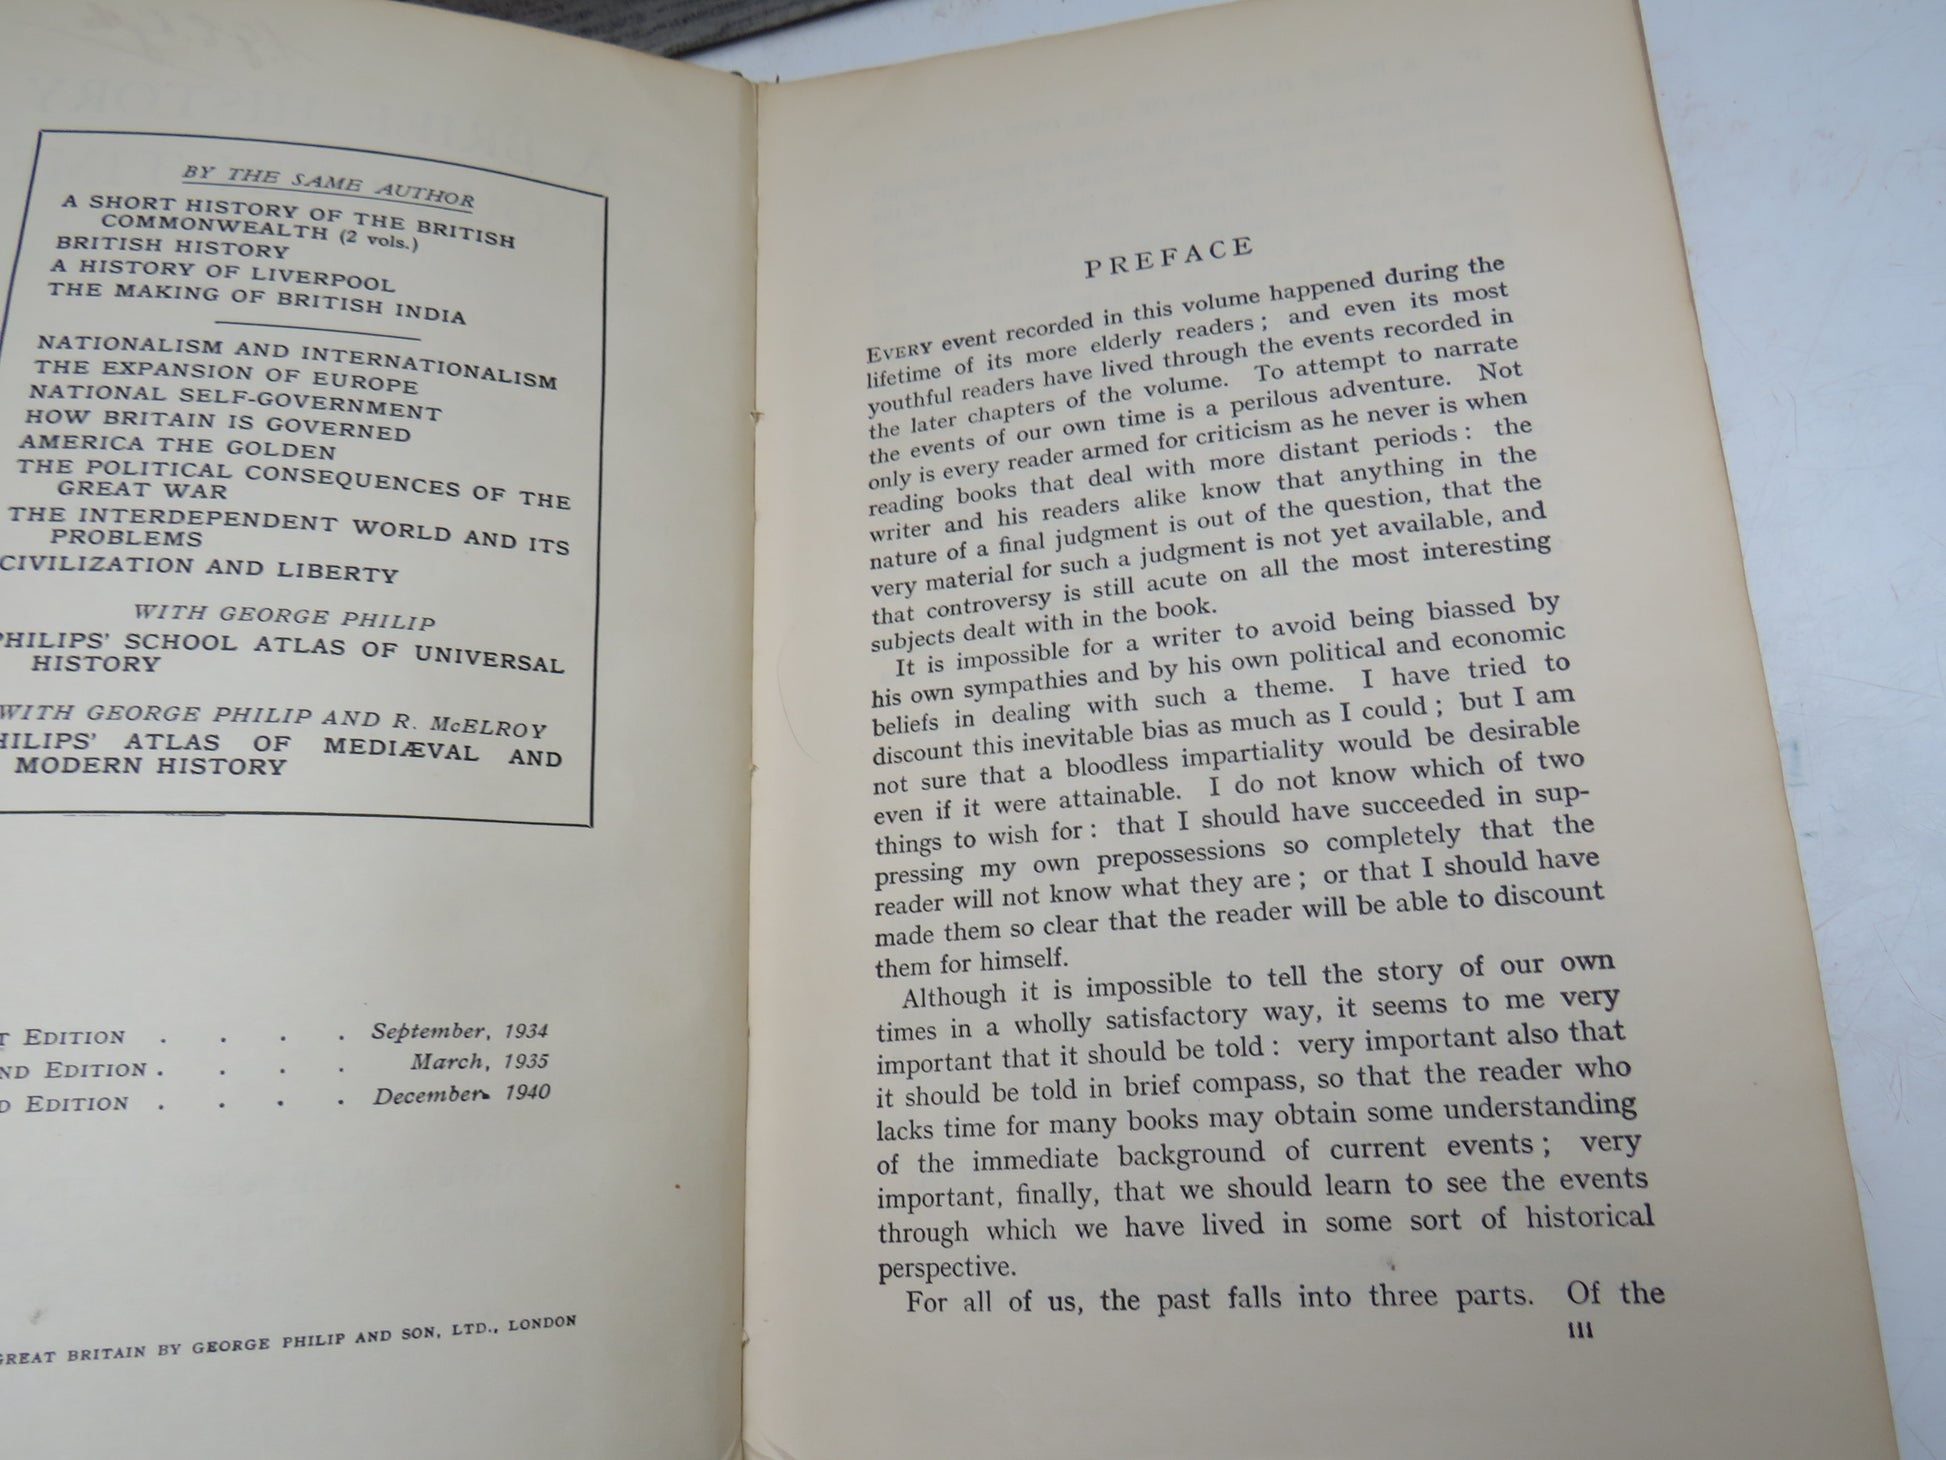 BY THE SAME AUTHOR
A SHORT HISTORY OF THE BRITISH
COMMONWEALTH (2 vols.)
BRITISH HISTORY
A HISTORY OF LIVERPOOL
THE MAKING OF BRITISH INDIA
NATIONALISM AND INTERNATIONALISM
THE EXPANSION OF EUROPE
NATIONAL SELF-GOVERNMENT
HOW BRITAIN IS GOVERNED
AMERICA THE GOLDEN
THE POLITICAL CONSEQUENCES OF THE
GREAT WAR
THE INTERDEPENDENT WORLD AND ITS
PROBLEMS
CIVILIZATION AND LIBERTY
WITH GEORGE PHILIP
PHILIPS' SCHOOL ATLAS OF UNIVERSAL
HISTORY
WITH GEORGE PHILIP AND R. McELROY
HILIPS' ATLAS OF MEDIÆVAL AND
MODERN HISTORY
T EDITION . . . . September, 1934
ND EDITION . . . . March, 1935
D EDITION . . . . December, 1940
GREAT BRITAIN BY GEORGE PHILIP AND SON, LTD., LONDON
PREFACE
EVERY event recorded in this volume happened during the
lifetime of its more elderly readers ; and even its most
youthful readers have lived through the events recorded in
the later chapters of the volume. To attempt to narrate
the events of our own time is a perilous adventure. Not
only is every reader armed for criticism as he never is when
reading books that deal with more distant periods : the
writer and his readers alike know that anything in the
nature of a final judgment is out of the question, that the
very material for such a judgment is not yet available, and
that controversy is still acute on all the most interesting
subjects dealt with in the book.
It is impossible for a writer to avoid being biassed by
his own sympathies and by his own political and economic
beliefs in dealing with such a theme. I have tried to
discount this inevitable bias as much as I could ; but I am
not sure that a bloodless impartiality would be desirable
even if it were attainable. I do not know which of two
things to wish for : that I should have succeeded in sup-
pressing my own prepossessions so completely that the
reader will not know what they are ; or that I should have
made them so clear that the reader will be able to discount
them for himself.
Although it is impossible to tell the story of our own
times in a wholly satisfactory way, it seems to me very
important that it should be told : very important also that
it should be told in brief compass, so that the reader who
lacks time for many books may obtain some understanding
of the immediate background of current events ; very
important, finally, that we should learn to see the events
through which we have lived in some sort of historical
perspective.
For all of us, the past falls into three parts. Of the
iii